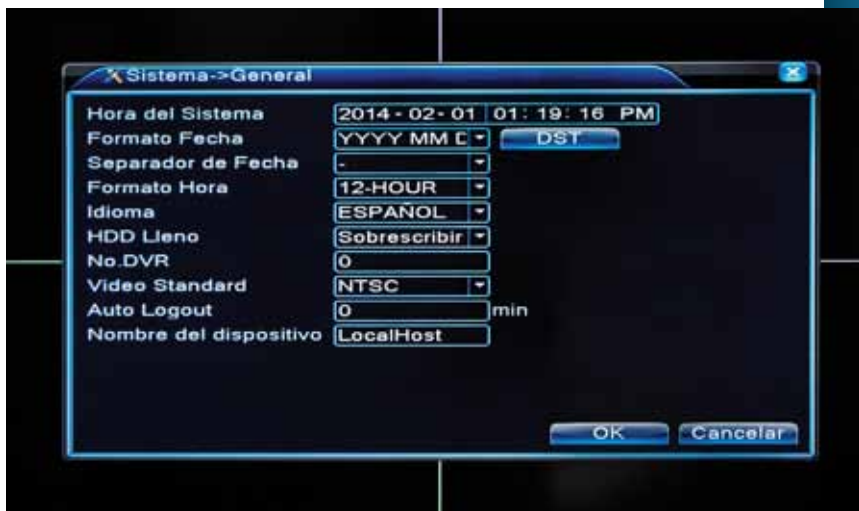 Sistema->General
Hora del Sistema 2014-02-01 01:19:16 PM
Formato Fecha YYYY MM D DST
Separador de Fecha -
Formato Hora 12-HOUR
Idioma ESPAÑOL
HDD Lleno Sobrescribir
No.DVR 0
Video Standard NTSC
Auto Logout 0 min
Nombre del dispositivo LocalHost
OK Cancelar